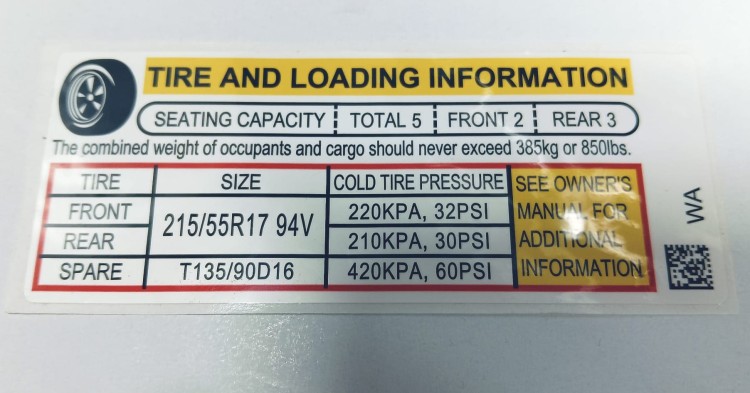 TIRE AND LOADING INFORMATION
SEATING CAPACITY TOTAL 5 FRONT 2 REAR 3
The combined weight of occupants and cargo should never exceed 385kg or 850lbs.
TIRE SIZE COLD TIRE PRESSURE SEE OWNER'S
FRONT 215/55R17 94V 220KPA, 32PSI MANUAL FOR
REAR 210KPA, 30PSI ADDITIONAL
SPARE T135/90D16 420KPA, 60PSI INFORMATION
WA